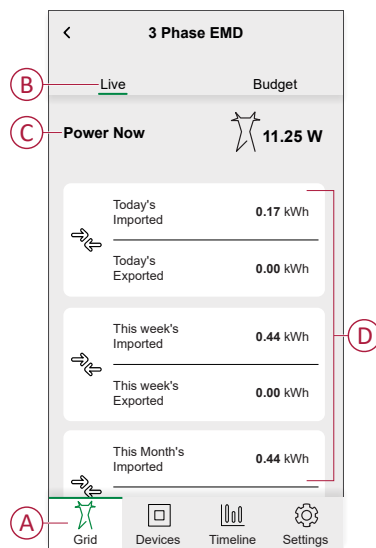 3 Phase EMD
B
Live
Budget
C
Power Now
11.25 W
Today's
Imported
0.17 kWh
Today's
Exported
0.00 kWh
D
This week's
Imported
0.44 kWh
This week's
Exported
0.00 kWh
This Month's
Imported
0.44 kWh
A
Grid
Devices
Timeline
Settings